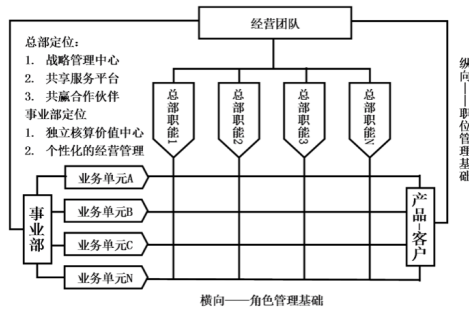 经营团队
总部定位:
1. 战略管理中心
2. 共享服务平台
3. 共赢合作伙伴
事业部定位
1. 独立核算价值中心
2. 个性化的经营管理
总部职能1
总部职能2
总部职能3
总部职能N
纵向——职位管理基础
事业部
业务单元A
业务单元B
业务单元C
业务单元N
产品—客户
横向——角色管理基础